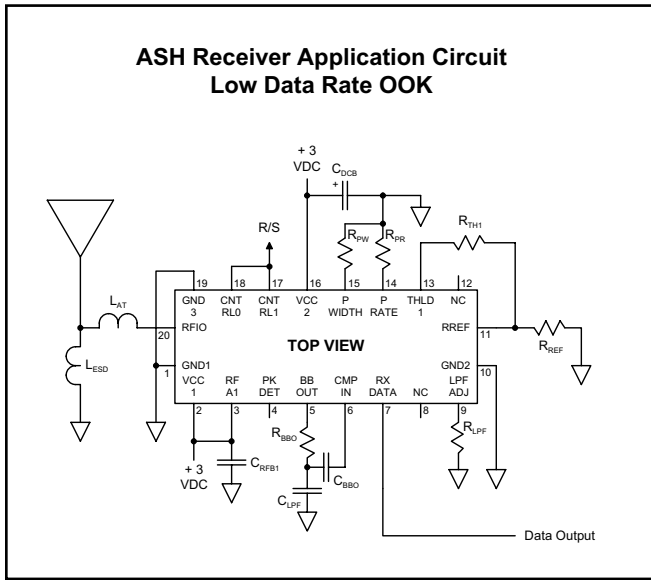 ASH Receiver Application Circuit
Low Data Rate OOK
+ 3
VDC
CDCB
+
R/S
RPW
RPR
RTH1
19
18
17
16
15
14
13
12
GND
3
CNT
RL0
CNT
RL1
VCC
2
P
WIDTH
P
RATE
THLD
1
NC
LAT
20
RFIO
TOP VIEW
RREF
11
RREF
LESD
1
GND1
GND2
10
VCC
1
RF
A1
PK
DET
BB
OUT
CMP
IN
RX
DATA
NC
LPF
ADJ
2
3
4
5
6
7
8
9
+ 3
VDC
CRFB1
RBBO
CBBO
CLPF
RLPF
Data Output